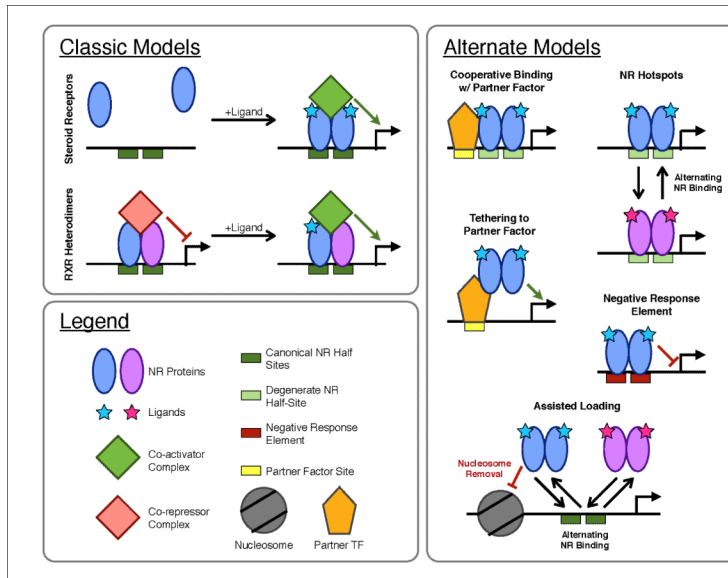 Classic Models
Steroid Receptors
+Ligand
RXR Heterodimers
+Ligand
Legend
NR Proteins
Ligands
Co-activator
Complex
Co-repressor
Complex
Canonical NR Half
Sites
Degenerate NR
Half-Site
Negative Response
Element
Partner Factor Site
Nucleosome
Partner TF
Alternate Models
Cooperative Binding
w/ Partner Factor
NR Hotspots
Alternating
NR Binding
Tethering to
Partner Factor
Negative Response
Element
Assisted Loading
Nucleosome
Removal
Alternating
NR Binding